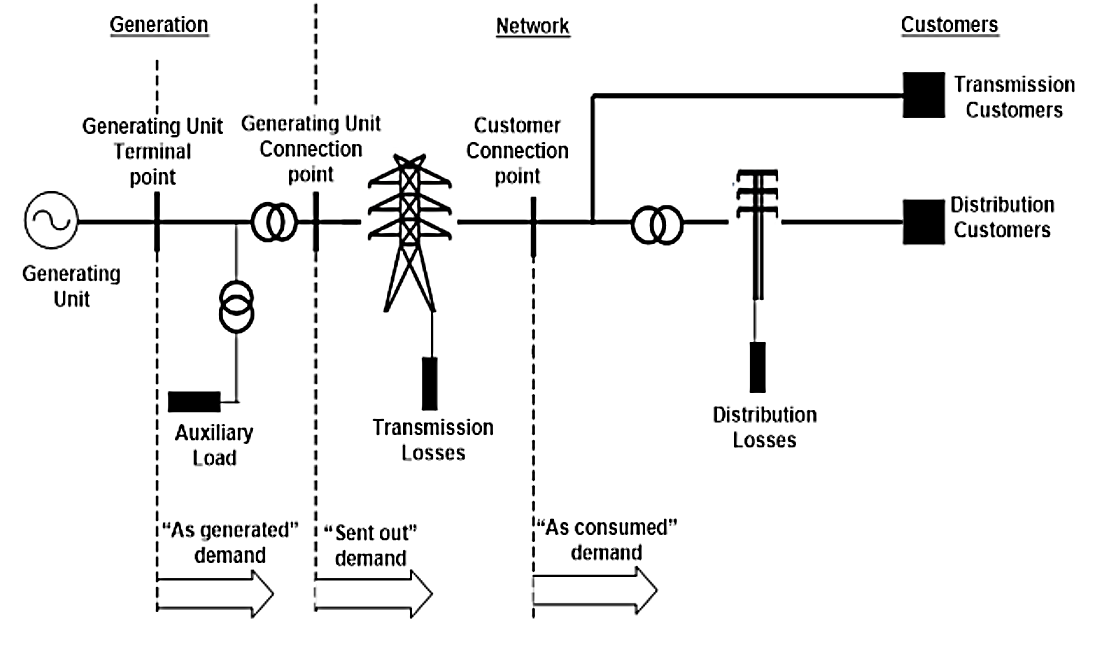 Generation
Network
Customers
Generating Unit
Terminal
point
Generating Unit
Connection
point
Customer
Connection
point
Transmission
Customers
Distribution
Customers
Generating
Unit
Auxiliary
Load
Transmission
Losses
Distribution
Losses
“As generated”
demand
“Sent out”
demand
“As consumed”
demand